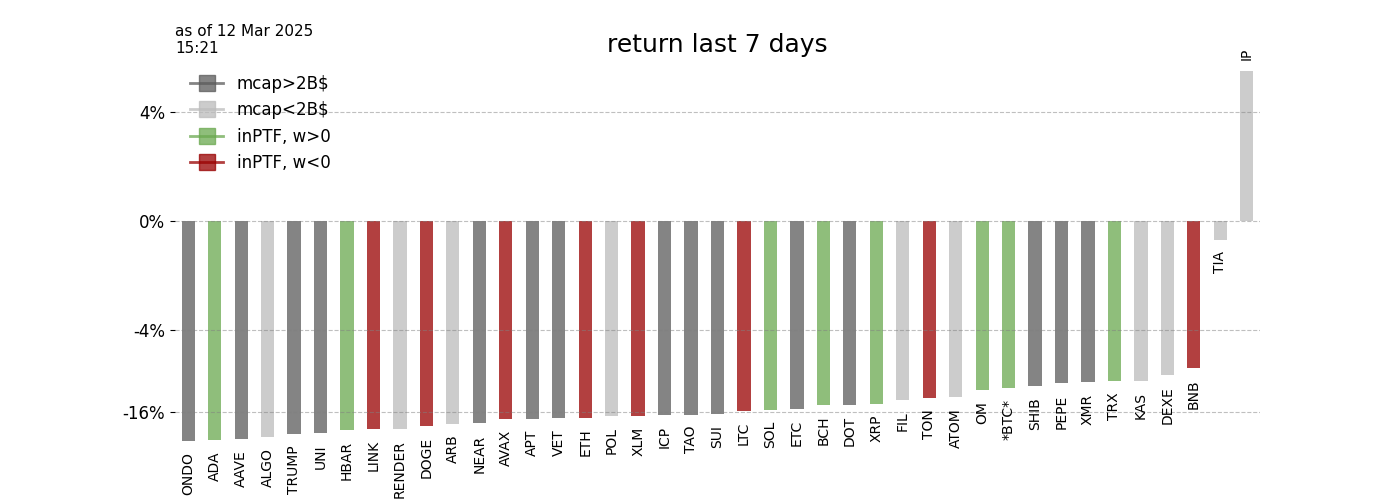 as of 12 Mar 2025
15:21
return last 7 days
mcap>2B$
mcap<2B$
inPTF, w>0
inPTF, w<0
4%
0%
-4%
-16%
ONDO
ADA
AAVE
ALGO
TRUMP
UNI
HBAR
LINK
RENDER
DOGE
ARB
NEAR
AVAX
APT
VET
ETH
POL
XLM
ICP
TAO
SUI
LTC
SOL
ETC
BCH
DOT
XRP
FIL
TON
ATOM
OM
*BTC*
SHIB
PEPE
XMR
TRX
KAS
DEXE
BNB
TIA
IP